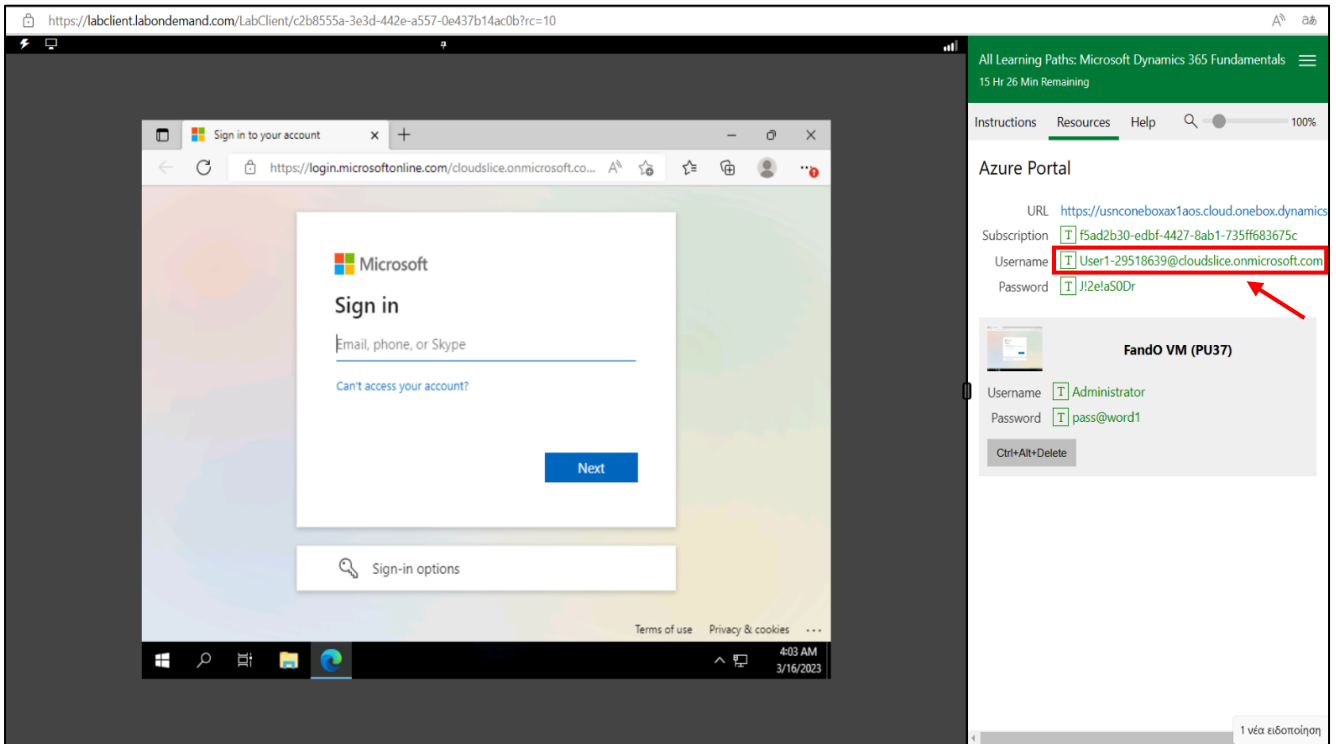 https://labclient.labondemand.com/LabClient/c2b8555a-3e3d-442e-a557-0e437b14ac0b?rc=10
All Learning Paths: Microsoft Dynamics 365 Fundamentals
15 Hr 26 Min Remaining
Instructions Resources Help 100%
Sign in to your account
https://login.microsoftonline.com/cloudslice.onmicrosoft.co...
Microsoft
Sign in
Email, phone, or Skype
Can't access your account?
Next
Sign-in options
Terms of use Privacy & cookies ...
4:03 AM
3/16/2023
Azure Portal
URL https://usnconeboxax1aos.cloud.onebox.dynamics
Subscription T f5ad2b30-edbf-4427-8ab1-735ff683675c
Username T User1-29518639@cloudslice.onmicrosoft.com
Password T J!2e!aS0Dr
FandO VM (PU37)
Username T Administrator
Password T pass@word1
Ctrl+Alt+Delete
1 νέα ειδοποίηση